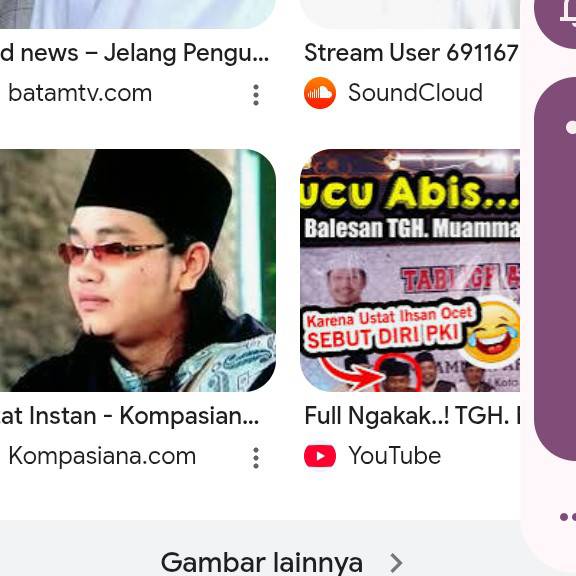 d news – Jelang Pengu...
Stream User 691167
batamtv.com
SoundCloud
ucu Abis...
Balesan TGH. Muamma
Karena Ustat Ihsan Ocet
SEBUT DIRI PKI
at Instan - Kompasian...
Full Ngakak..! TGH.
Kompasiana.com
YouTube
Gambar lainnya